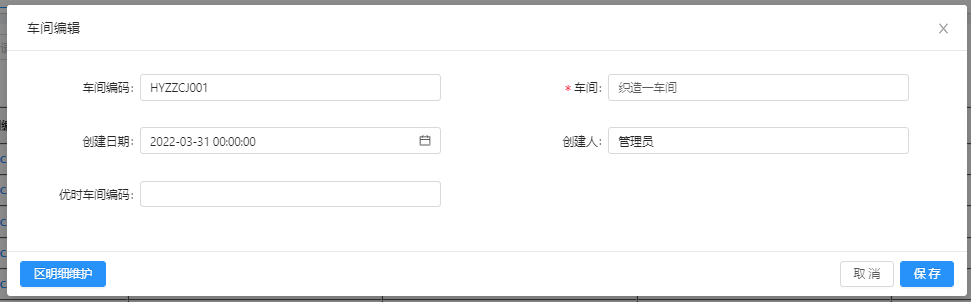 车间编辑
车间编码: HYZZCJ001
* 车间: 织造一车间
创建日期: 2022-03-31 00:00:00
创建人: 管理员
优时车间编码:
区明细维护
取 消
保 存